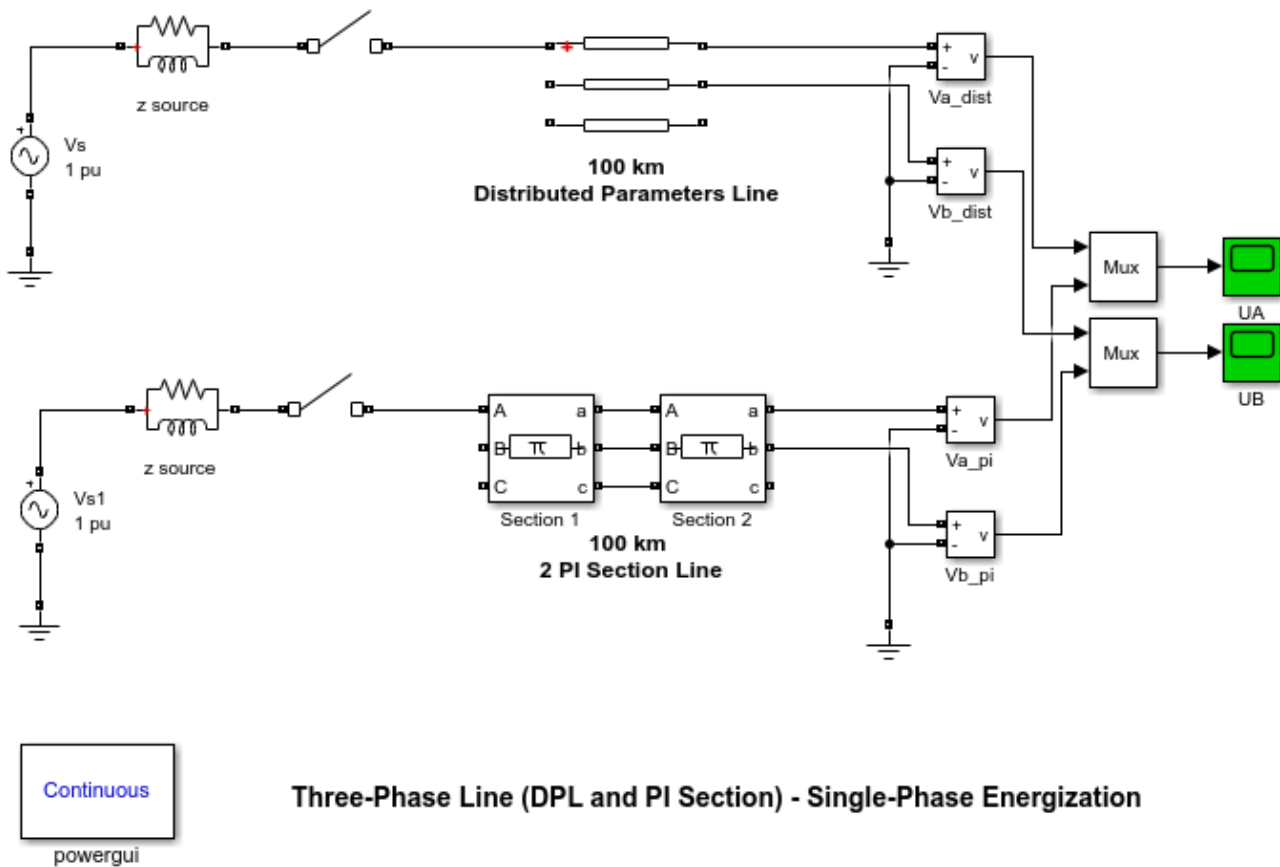 z source
+
Vs
1 pu
100 km
Distributed Parameters Line
+
-
v
Va_dist
+
-
v
Vb_dist
Mux
UA
Mux
UB
z source
+
Vs1
1 pu
A a
B π b
C c
Section 1
A a
B π b
C c
Section 2
100 km
2 PI Section Line
+
-
v
Va_pi
+
-
v
Vb_pi
Continuous
powergui
Three-Phase Line (DPL and PI Section) - Single-Phase Energization